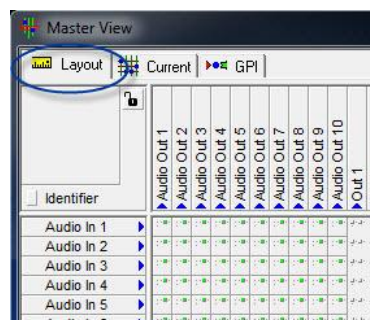 Master View
Layout
Current
GPI
Audio Out 1
Audio Out 2
Audio Out 3
Audio Out 4
Audio Out 5
Audio Out 6
Audio Out 7
Audio Out 8
Audio Out 9
Audio Out 10
Out 1
Identifier
Audio In 1
Audio In 2
Audio In 3
Audio In 4
Audio In 5